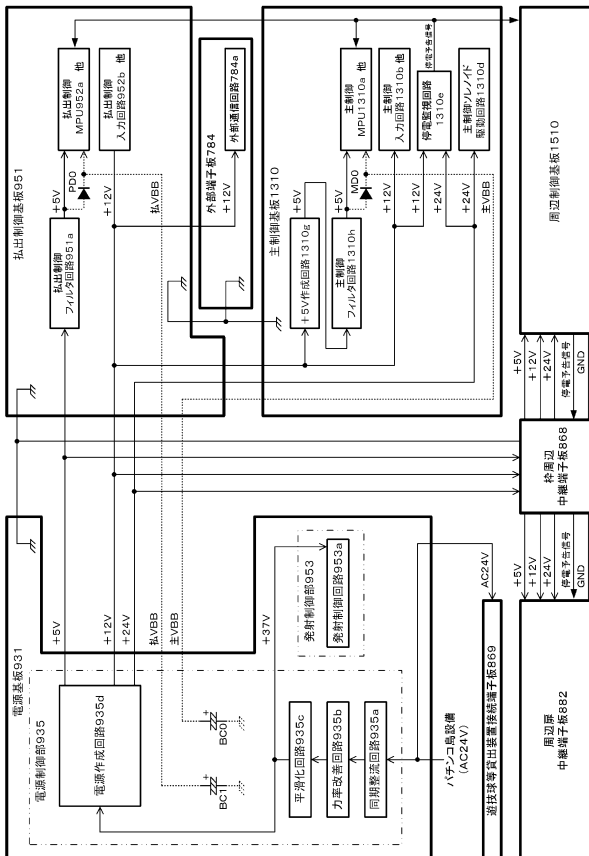 払出制御基板951
払出制御
フィルタ回路951a
+5V
PD0
払出制御
MPU952a
他
払出制御
入力回路952b
他
+12V
払VBB
外部端子板784
外部通信回路784a
+12V
主制御基板1310
+5V作成回路1310g
+5V
主制御
フィルタ回路1310h
+5V
MD0
主制御
MPU1310a
他
主制御
入力回路1310b
他
+12V
停電監視回路
1310e
停電予告信号
+12V
+24V
主制御ソレノイド
駆動回路1310d
+24V
主VBB
周辺制御基板1510
+5V
+12V
+24V
停電予告信号
GND
枠周辺
中継端子板868
+5V
+12V
+24V
停電予告信号
GND
周辺扉
中継端子板882
電源基板931
電源制御部935
電源作成回路935d
+5V
+12V
+24V
払VBB
主VBB
+37V
BC1
BC0
発射制御部953
発射制御回路953a
平滑化回路935c
力率改善回路935b
同期整流回路935a
パチンコ島設備
(AC24V)
AC24V
遊技球等貸出装置接続端子板869